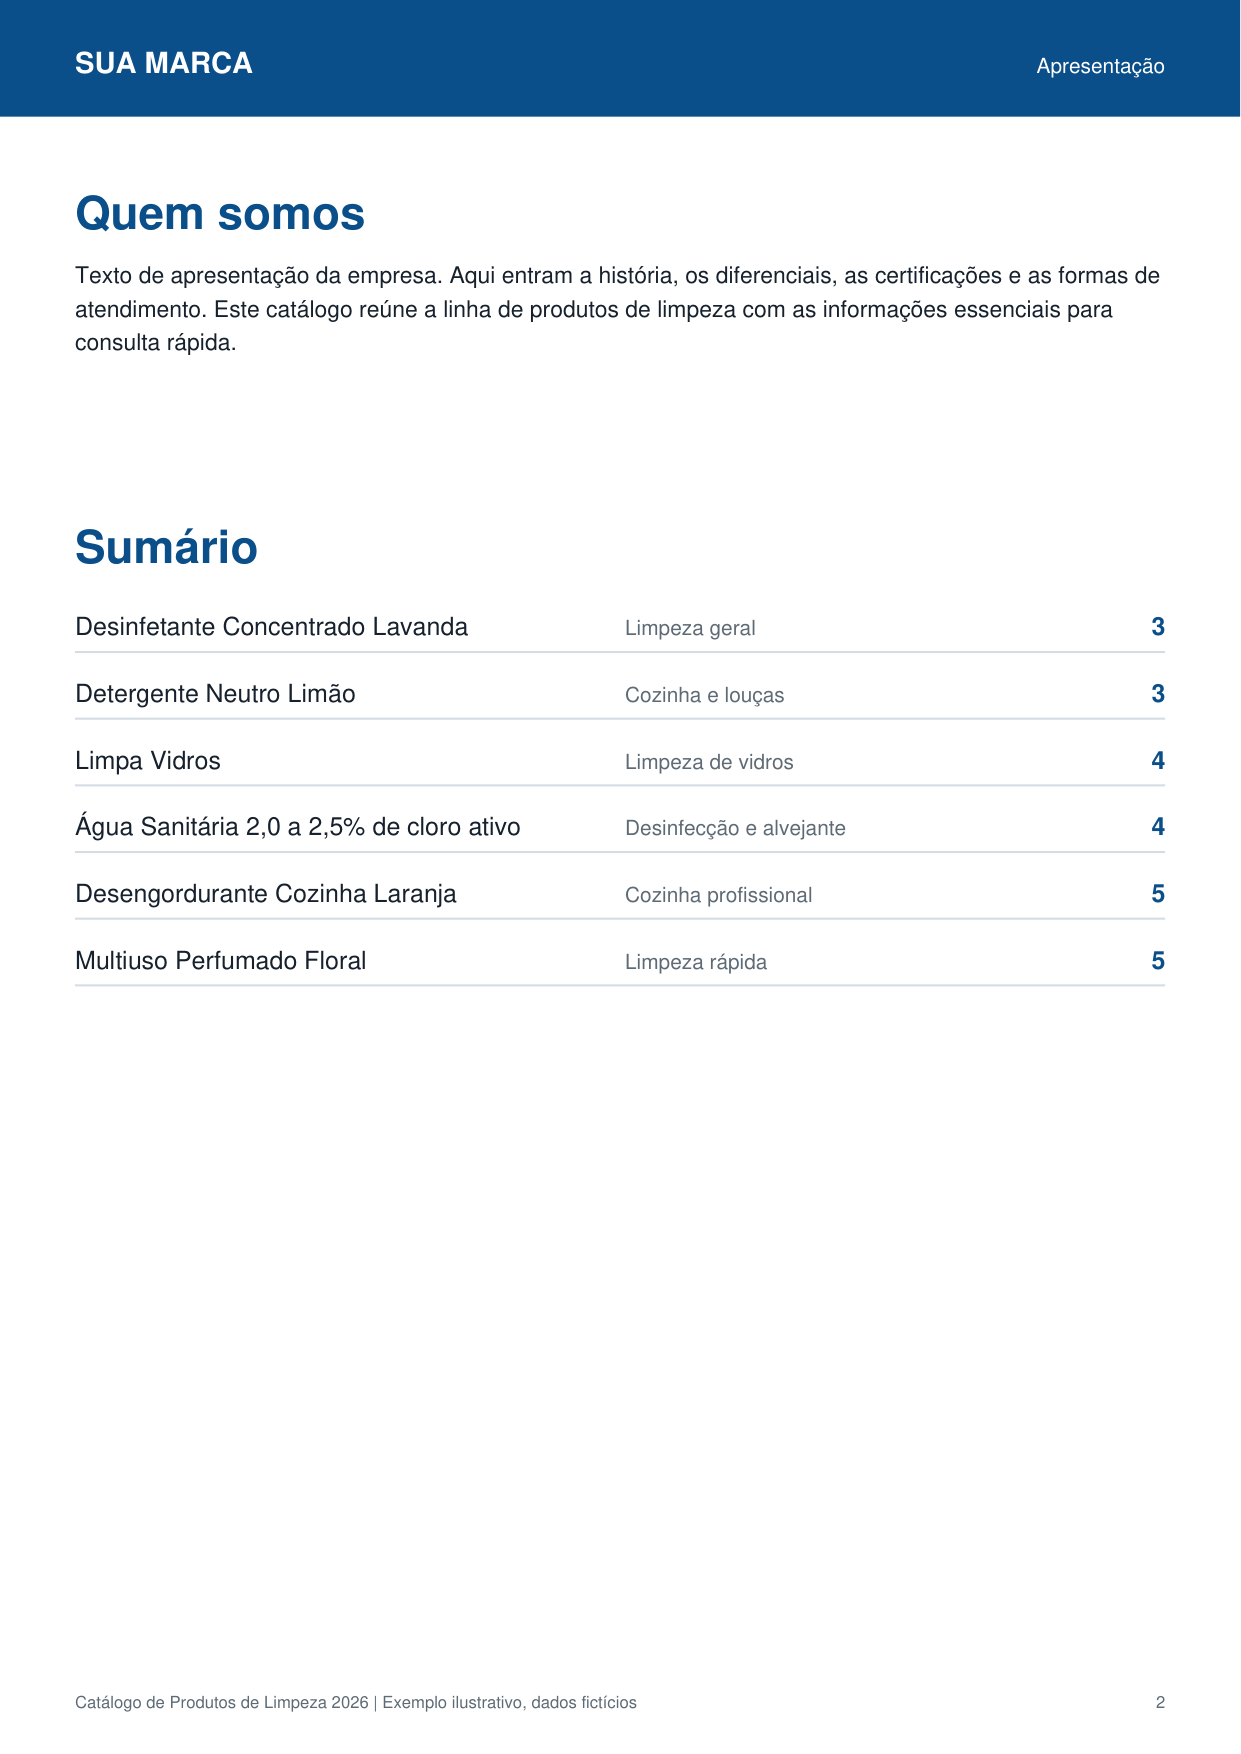 SUA MARCA
Apresentação
Quem somos
Texto de apresentação da empresa. Aqui entram a história, os diferenciais, as certificações e as formas de
atendimento. Este catálogo reúne a linha de produtos de limpeza com as informações essenciais para
consulta rápida.
Sumário
Desinfetante Concentrado Lavanda Limpeza geral 3
Detergente Neutro Limão Cozinha e louças 3
Limpa Vidros Limpeza de vidros 4
Água Sanitária 2,0 a 2,5% de cloro ativo Desinfecção e alvejante 4
Desengordurante Cozinha Laranja Cozinha profissional 5
Multiuso Perfumado Floral Limpeza rápida 5
Catálogo de Produtos de Limpeza 2026 | Exemplo ilustrativo, dados fictícios 2